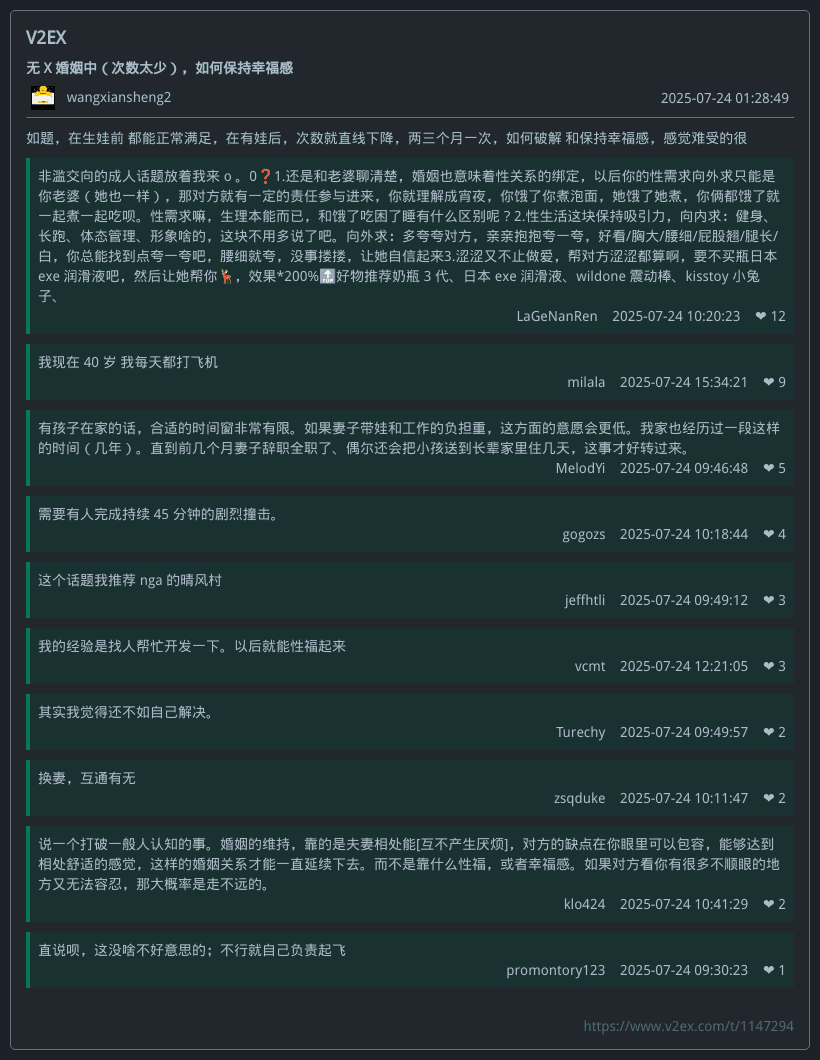 V2EX
无 X 婚姻中（次数太少），如何保持幸福感
wangxiansheng2
2025-07-24 01:28:49
如题，在生娃前 都能正常满足，在有娃后，次数就直线下降，两三个月一次，如何破解 和保持幸福感，感觉难受的很
非滥交向的成人话题放着我来 o 。0❓1.还是和老婆聊清楚，婚姻也意味着性关系的绑定，以后你的性需求向外求只能是
你老婆（她也一样），那对方就有一定的责任参与进来，你就理解成宵夜，你饿了你煮泡面，她饿了她煮，你俩都饿了就
一起煮一起吃呗。性需求嘛，生理本能而已，和饿了吃困了睡有什么区别呢？2.性生活这块保持吸引力，向内求：健身、
长跑、体态管理、形象啥的，这块不用多说了吧。向外求：多夸夸对方，亲亲抱抱夸一夸，好看/胸大/腰细/屁股翘/腿长/
白，你总能找到点夸一夸吧，腰细就夸，没事搂搂，让她自信起来3.涩涩又不止做爱，帮对方涩涩都算啊，要不买瓶日本
exe 润滑液吧，然后让她帮你🦌，效果*200%🔝好物推荐奶瓶 3 代、日本 exe 润滑液、wildone 震动棒、kisstoy 小兔
子、
LaGeNanRen 2025-07-24 10:20:23 ❤ 12
我现在 40 岁 我每天都打飞机
milala 2025-07-24 15:34:21 ❤ 9
有孩子在家的话，合适的时间窗非常有限。如果妻子带娃和工作的负担重，这方面的意愿会更低。我家也经历过一段这样
的时间（几年）。直到前几个月妻子辞职全职了、偶尔还会把小孩送到长辈家里住几天，这事才好转过来。
MelodYi 2025-07-24 09:46:48 ❤ 5
需要有人完成持续 45 分钟的剧烈撞击。
gogozs 2025-07-24 10:18:44 ❤ 4
这个话题我推荐 nga 的晴风村
jeffhtli 2025-07-24 09:49:12 ❤ 3
我的经验是找人帮忙开发一下。以后就能性福起来
vcmt 2025-07-24 12:21:05 ❤ 3
其实我觉得还不如自己解决。
Turechy 2025-07-24 09:49:57 ❤ 2
换妻，互通有无
zsqduke 2025-07-24 10:11:47 ❤ 2
说一个打破一般人认知的事。婚姻的维持，靠的是夫妻相处能[互不产生厌烦]，对方的缺点在你眼里可以包容，能够达到
相处舒适的感觉，这样的婚姻关系才能一直延续下去。而不是靠什么性福，或者幸福感。如果对方看你有很多不顺眼的地
方又无法容忍，那大概率是走不远的。
klo424 2025-07-24 10:41:29 ❤ 2
直说呗，这没啥不好意思的；不行就自己负责起飞
promontory123 2025-07-24 09:30:23 ❤ 1
https://www.v2ex.com/t/1147294